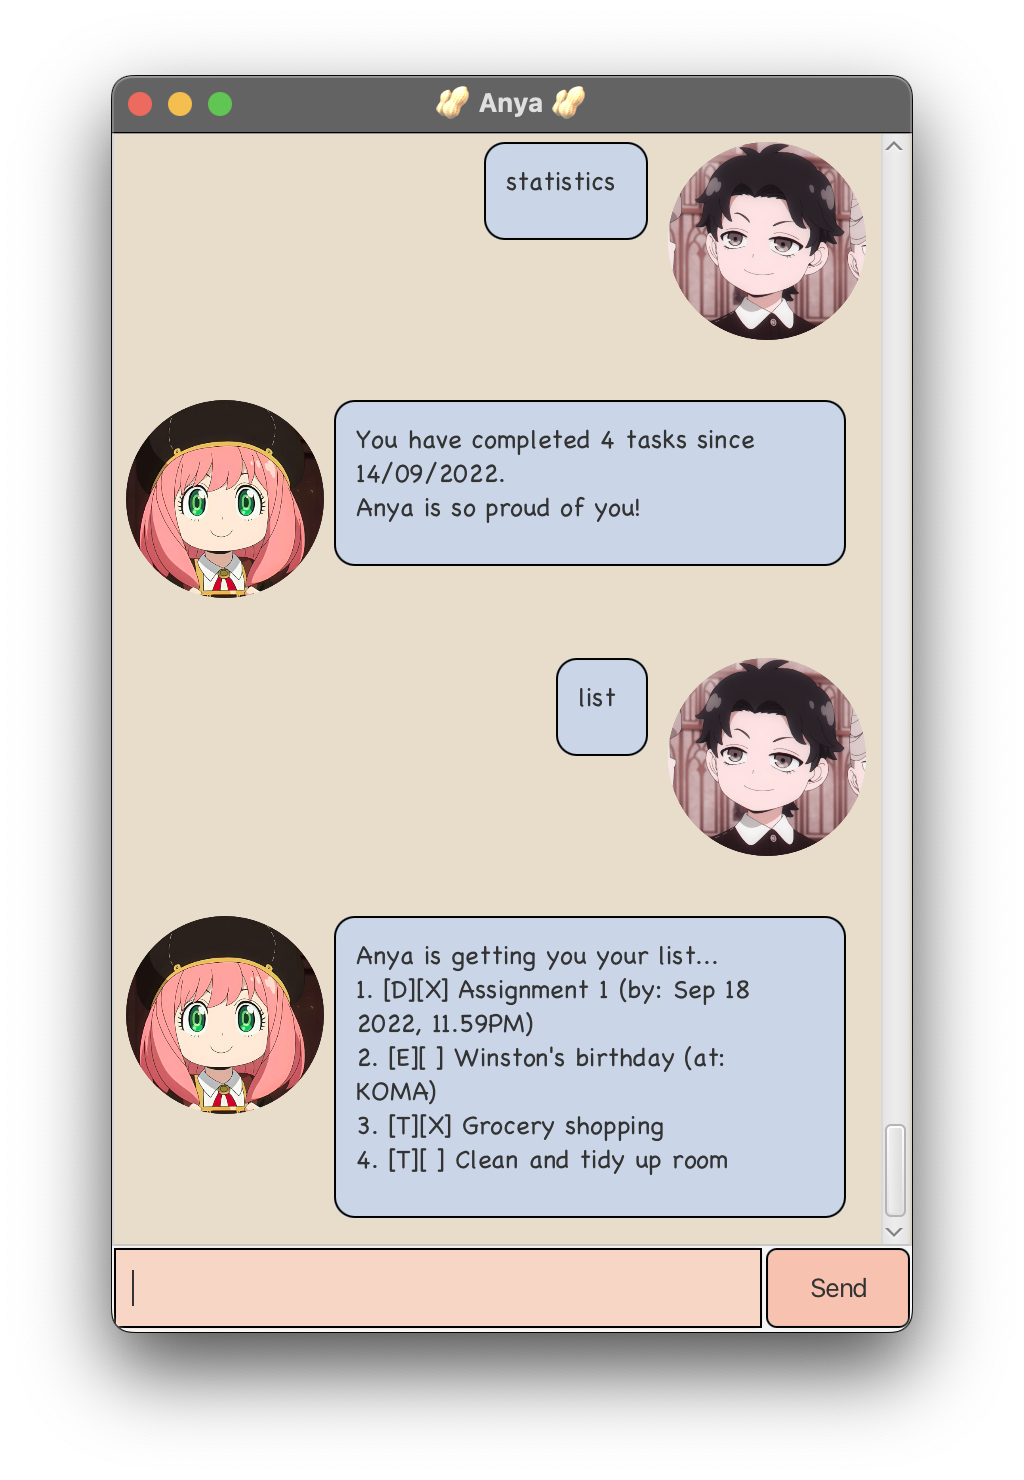 🥜 Anya 🥜
statistics
You have completed 4 tasks since
14/09/2022.
Anya is so proud of you!
list
Anya is getting you your list...
1. [D][X] Assignment 1 (by: Sep 18
2022, 11.59PM)
2. [E][ ] Winston's birthday (at:
KOMA)
3. [T][X] Grocery shopping
4. [T][ ] Clean and tidy up room
Send